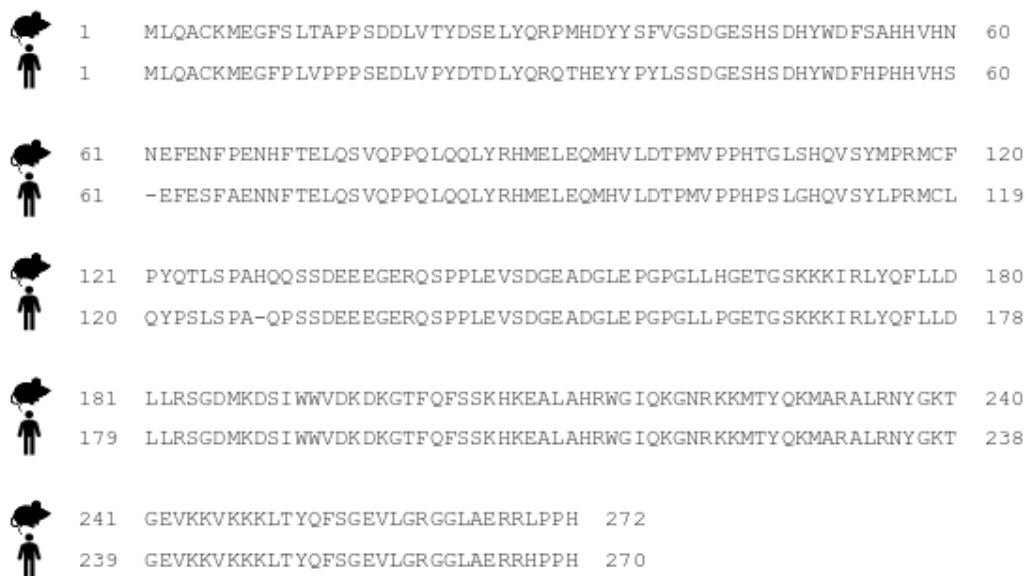 1 MLQACKMEGFSLTAPPSDDLVTYDSELYQRPMHDYYSFVGSDGESHSDHYWDFSAHHVHN 60
1 MLQACKMEGFPLVPPPSEDLVPYDTDLYQRQTHEYYPYLSSDGESHSDHYWDFHPHHVHS 60
61 NEFENFPENHFTELQSVQPPQLQQLYRHMELEQMHVLDTPMVPPHTGLSHQVSYMPRMCF 120
61 -EFESFAENNFTELQSVQPPQLQQLYRHMELEQMHVLDTPMVPPHPSLGHQVSYLPRMCL 119
121 PYQTLSPAHQQSSDEEEGERQSPPLEVSDGEADGLEPGPGLLHGETGSKKKIRLYQFLLD 180
120 QYPSLSPA-QPSSDEEEGERQSPPLEVSDGEADGLEPGPGLLPGETGSKKKIRLYQFLLD 178
181 LLRSGDMKDSIWWVDKDKGTFQFSSKHKEALAHRWGIQKGNRKKMTYQKMARALRNYGKT 240
179 LLRSGDMKDSIWWVDKDKGTFQFSSKHKEALAHRWGIQKGNRKKMTYQKMARALRNYGKT 238
241 GEVKKVKKKLTYQFSGEVLGRGGLAERRLPPH 272
239 GEVKKVKKKLTYQFSGEVLGRGGLAERRHPPH 270